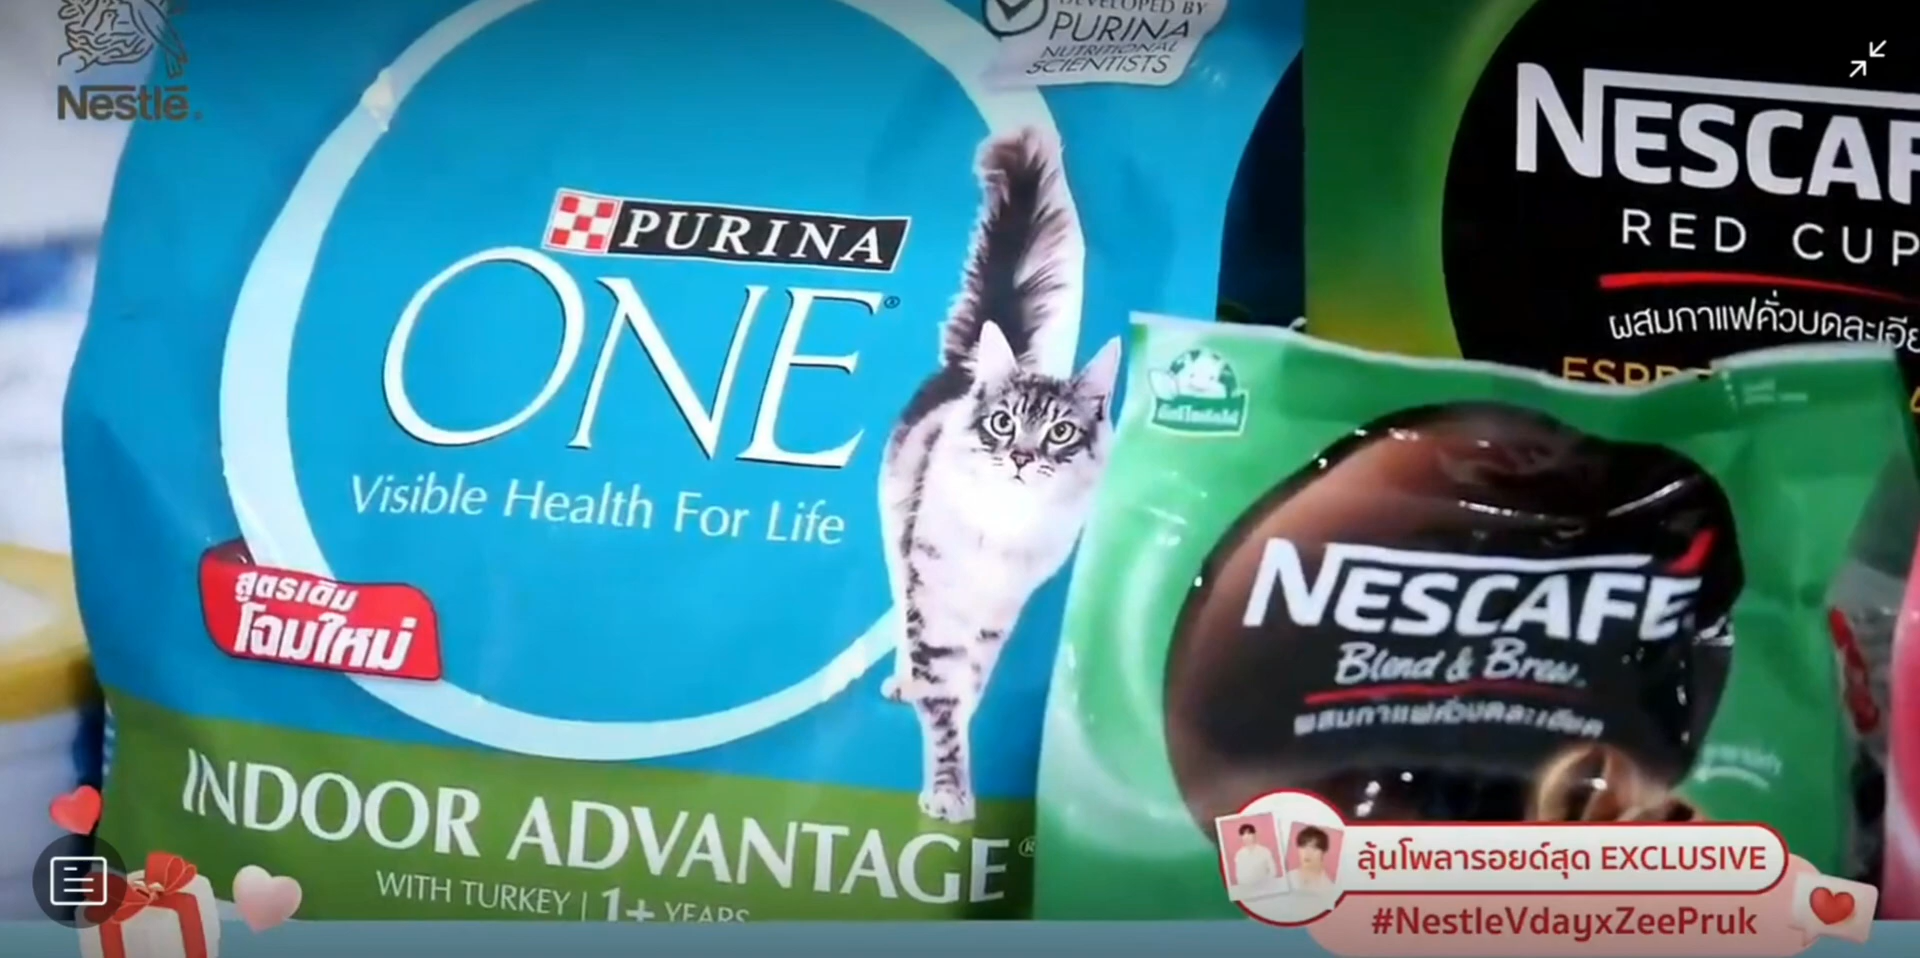 Nestlé.
DEVELOPED BY
PURINA
NUTRITIONAL
SCIENTISTS
PURINA
ONE®
Visible Health For Life
สูตรเดิม
โฉมใหม่
INDOOR ADVANTAGE®
WITH TURKEY | 1+ YEARS
NESCAF
RED CUP
ผสมกาแฟคั่วบดละเอีย
NESCAFÉ
Blend & Brew
ผสมกาแฟคั่วบดละเอียด
ลุ้นโพลารอยด์สุด EXCLUSIVE
#NestleVdayxZeePruk